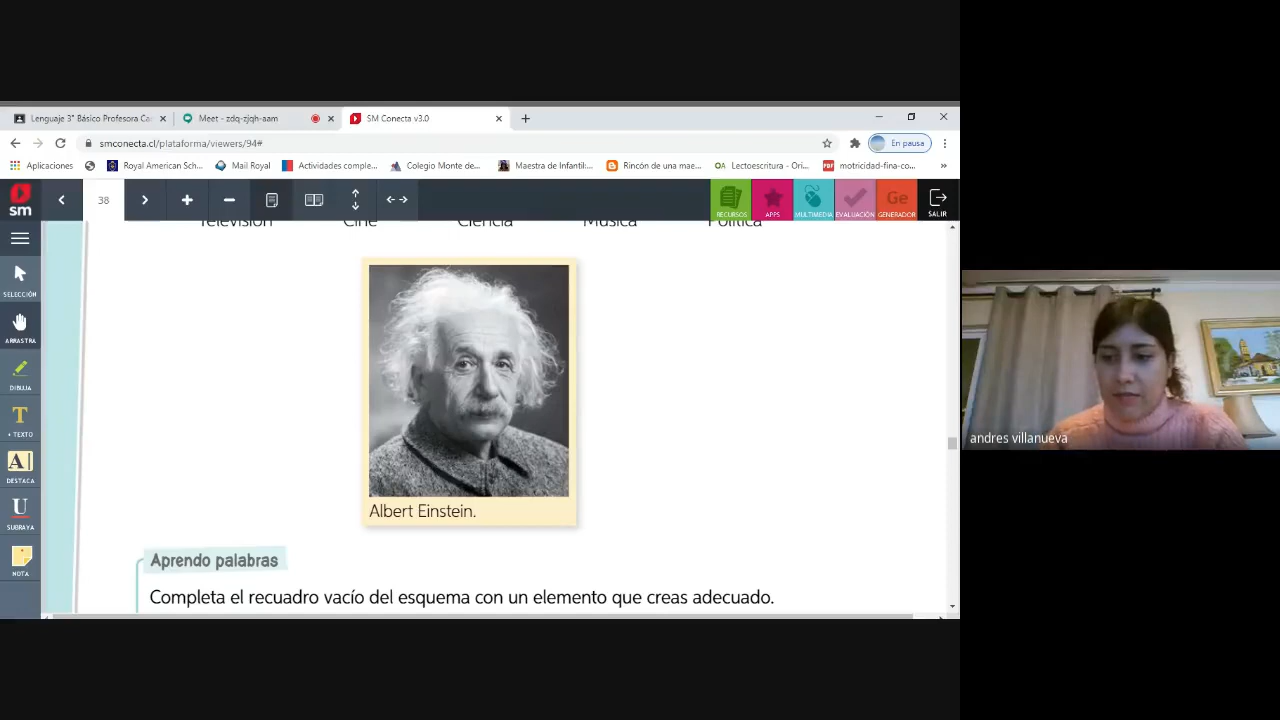 Lenguaje 3° Básico Profesora Ca
Meet - zdq-zjqh-aam
SM Conecta v3.0
smconecta.cl/plataforma/viewers/94#
En pausa
Aplicaciones
Royal American Sch...
Mail Royal
Actividades comple...
Colegio Monte de...
Maestra de Infantil:...
Rincón de una mae...
OA Lectoescritura - Ori...
PDF motricidad-fina-co...
sm
38
RECURSOS
APPS
MULTIMEDIA
EVALUACIÓN
Ge
GENERADOR
SALIR
Televisión Cine Ciencia Música Política
SELECCIÓN
ARRASTRA
DIBUJA
T
+ TEXTO
A
DESTACA
U
SUBRAYA
NOTA
Albert Einstein.
Aprendo palabras
Completa el recuadro vacío del esquema con un elemento que creas adecuado.
andres villanueva